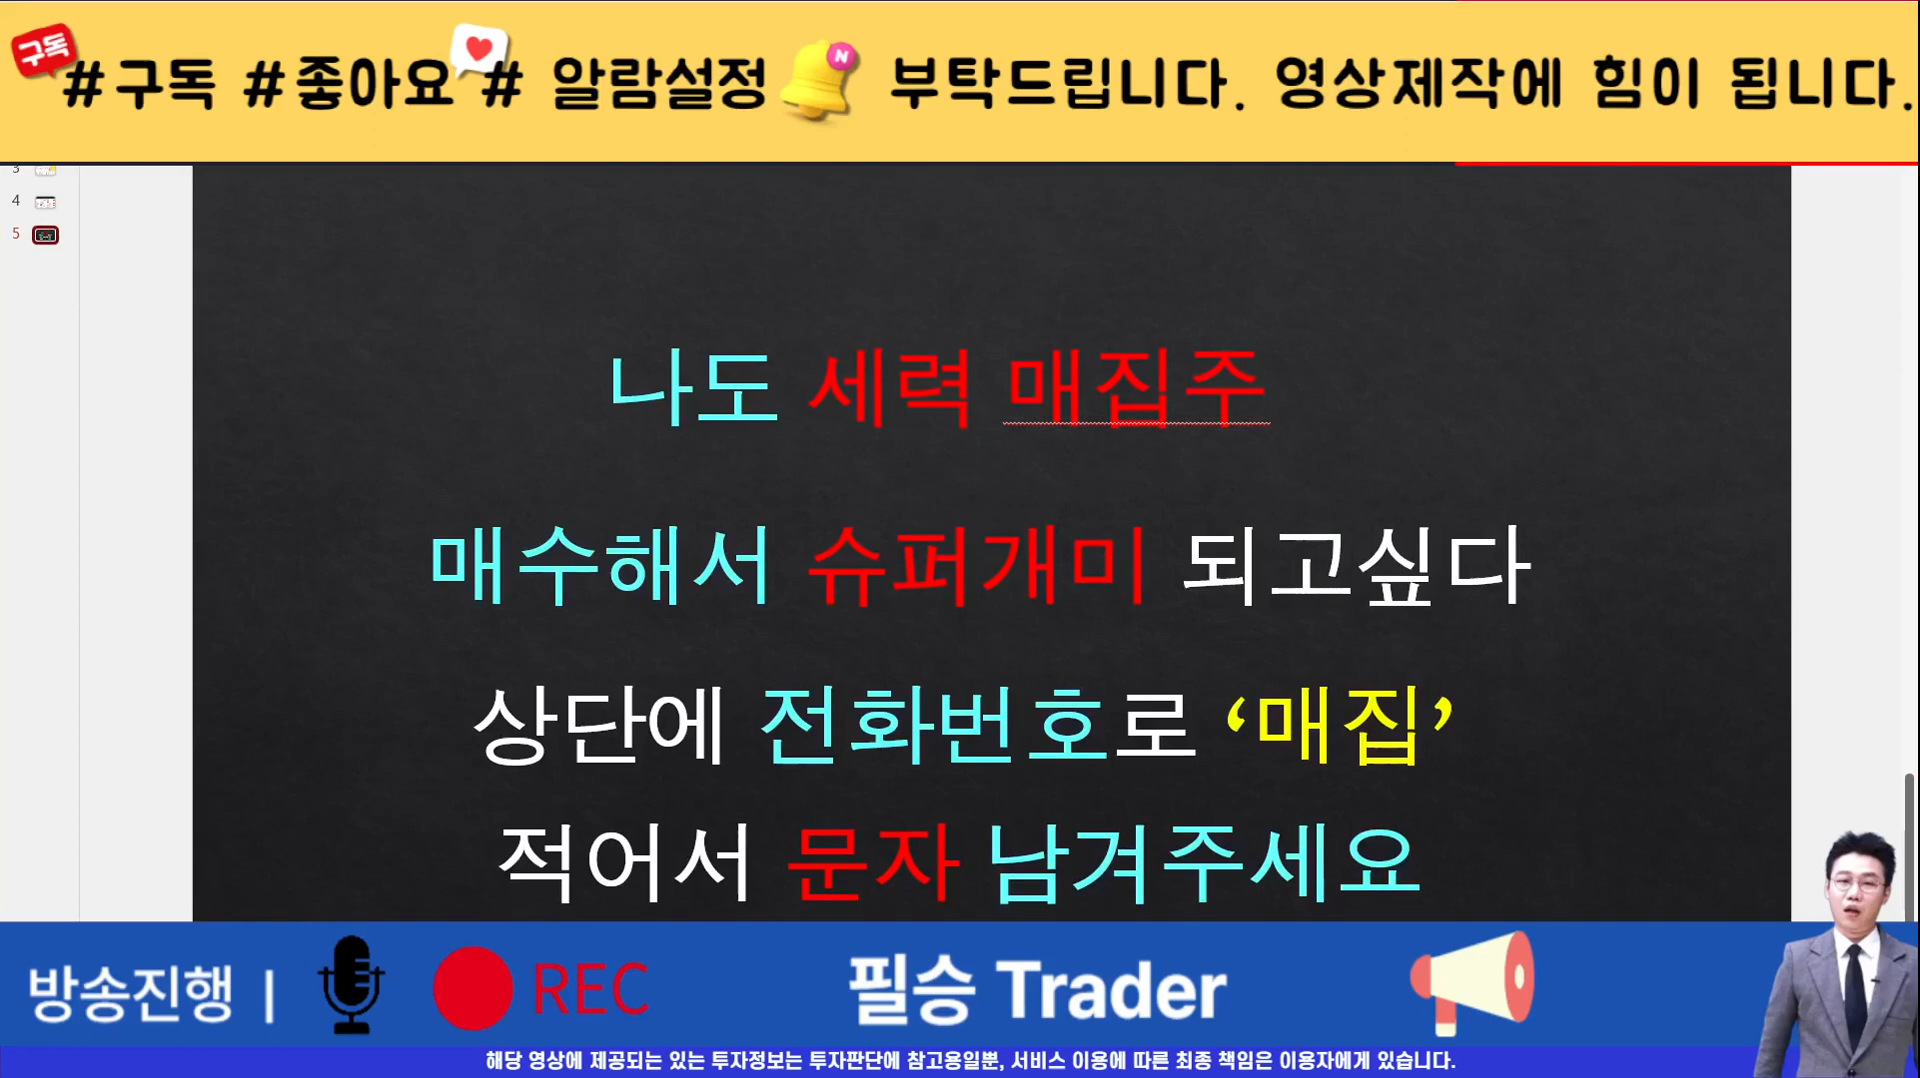 구독
#구독 #좋아요 # 알람설정 N 부탁드립니다. 영상제작에 힘이 됩니다.
3
4
5
나도 세력 매집주
매수해서 슈퍼개미 되고싶다
상단에 전화번호로 ‘매집’
적어서 문자 남겨주세요
방송진행 | REC 필승 Trader
해당 영상에 제공되는 있는 투자정보는 투자판단에 참고용일뿐, 서비스 이용에 따른 최종 책임은 이용자에게 있습니다.